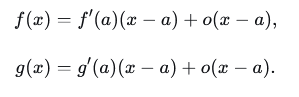 f(x) = f′(a)(x − a) + o(x − a),
g(x) = g′(a)(x − a) + o(x − a).